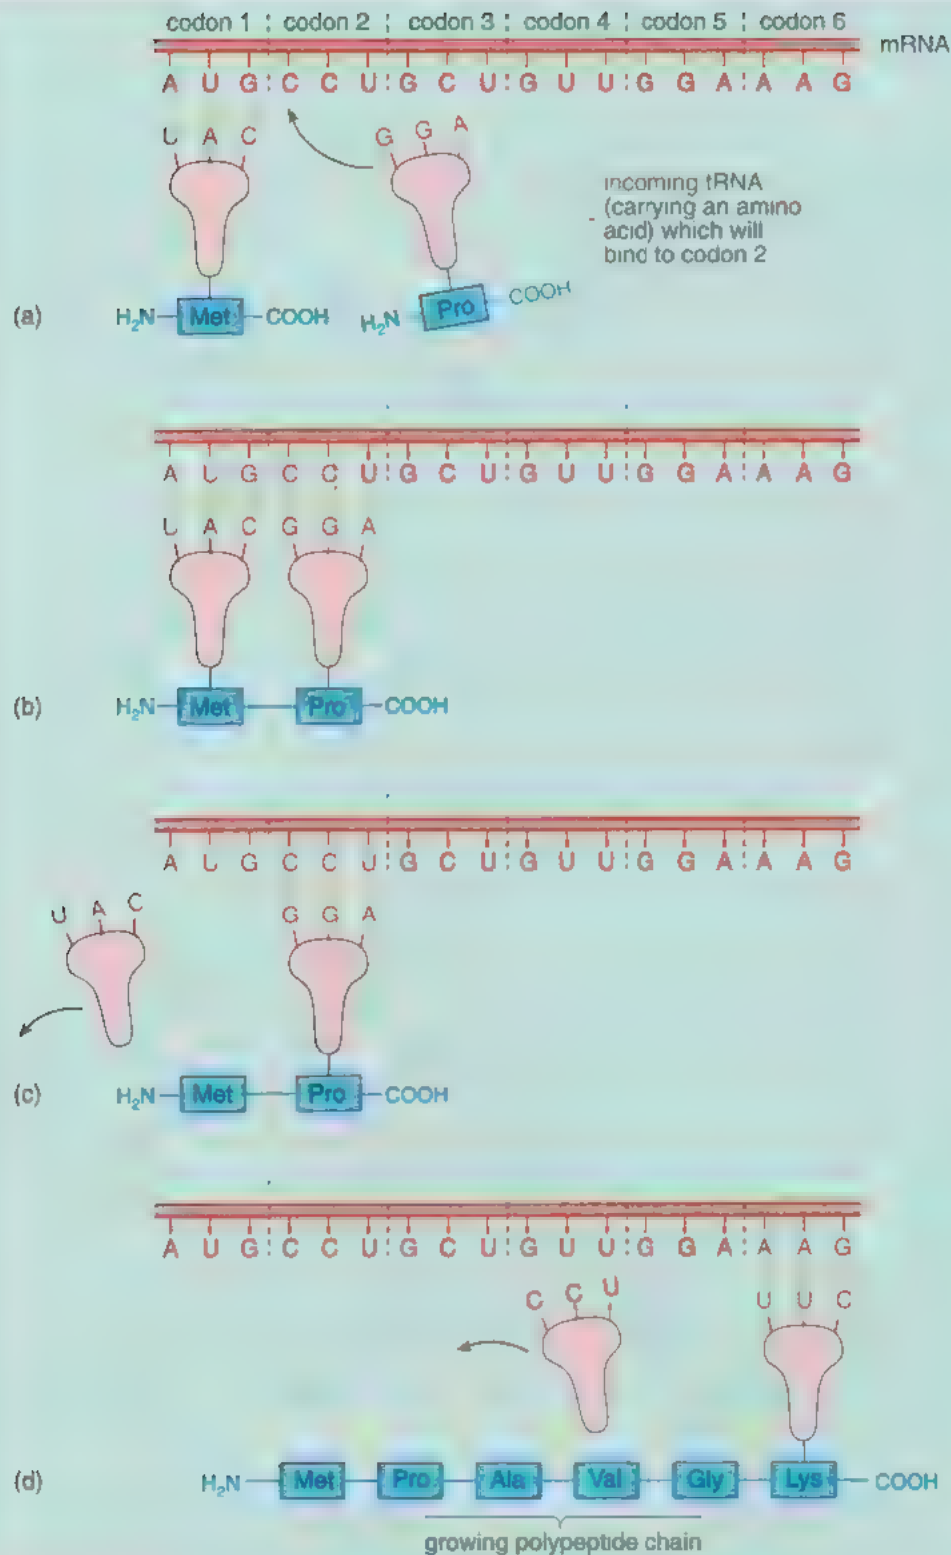 codon 1 codon 2 codon 3 codon 4 codon 5 codon 6
mRNA
A U G C C U G C U G U U G G A A A G
U A C G G A
incoming tRNA
(carrying an amino
acid) which will
bind to codon 2
(a) H₂N Met COOH H₂N Pro COOH
A U G C C U G C U G U U G G A A A G
U A C G G A
(b) H₂N Met Pro COOH
A U G C C U G C U G U U G G A A A G
U A C G G A
(c) H₂N Met Pro COOH
A U G C C U G C U G U U G G A A A G
C C U U U C
(d) H₂N Met Pro Ala Val Gly Lys COOH
growing polypeptide chain